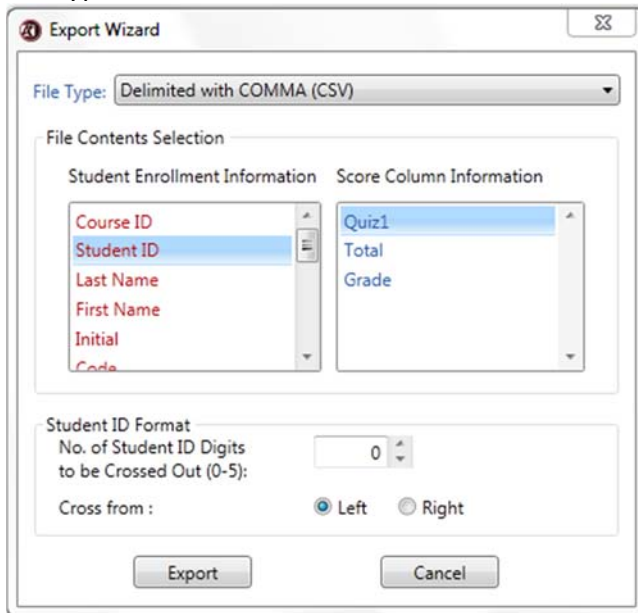 Export Wizard
File Type: Delimited with COMMA (CSV)
File Contents Selection
Student Enrollment Information Score Column Information
Course ID Quiz1
Student ID Total
Last Name Grade
First Name
Initial
Code
Student ID Format
No. of Student ID Digits
to be Crossed Out (0-5): 0
Cross from : Left Right
Export Cancel